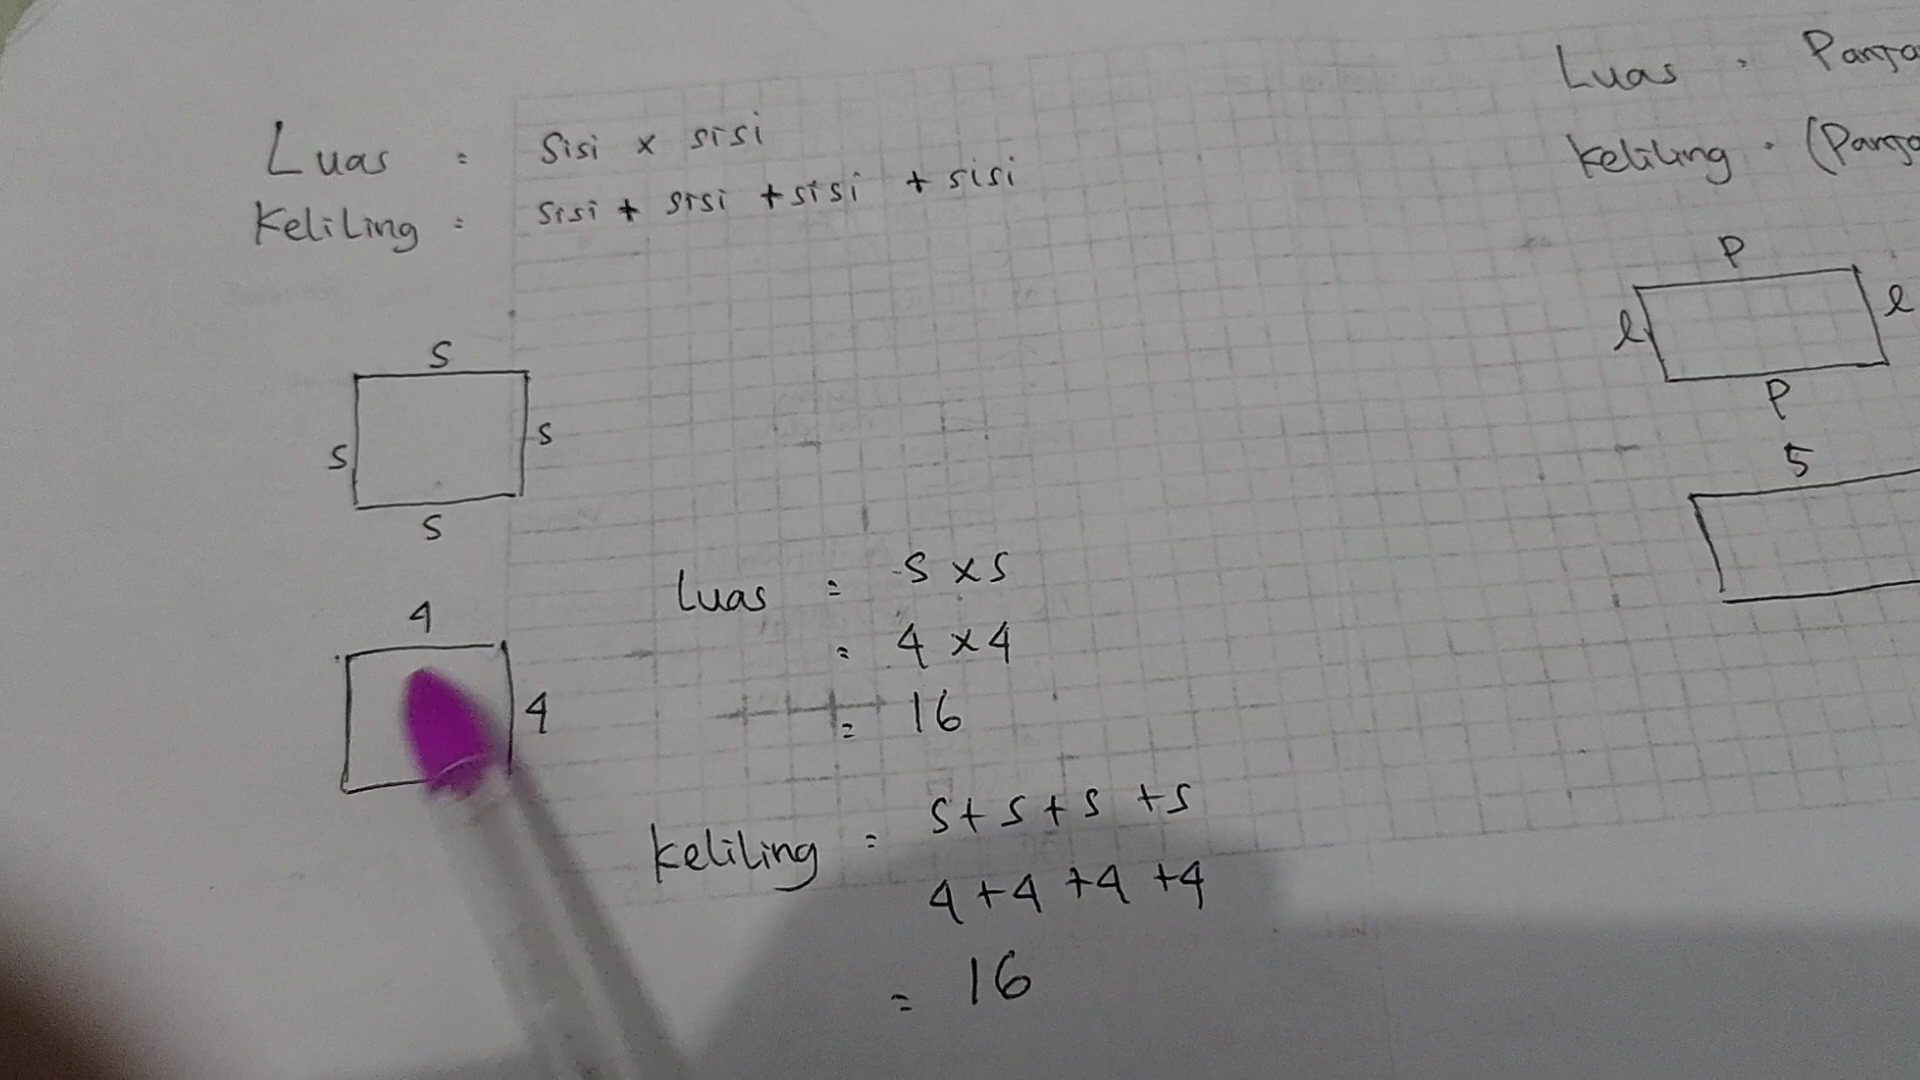 Luas = Sisi x sisi
Keliling = sisi + sisi + sisi + sisi
s
s
s
s
4
4
Luas = s x s
= 4 x 4
= 16
Keliling = s + s + s + s
4 + 4 + 4 + 4
= 16
Luas =
Keliling =
P
l
l
P
5